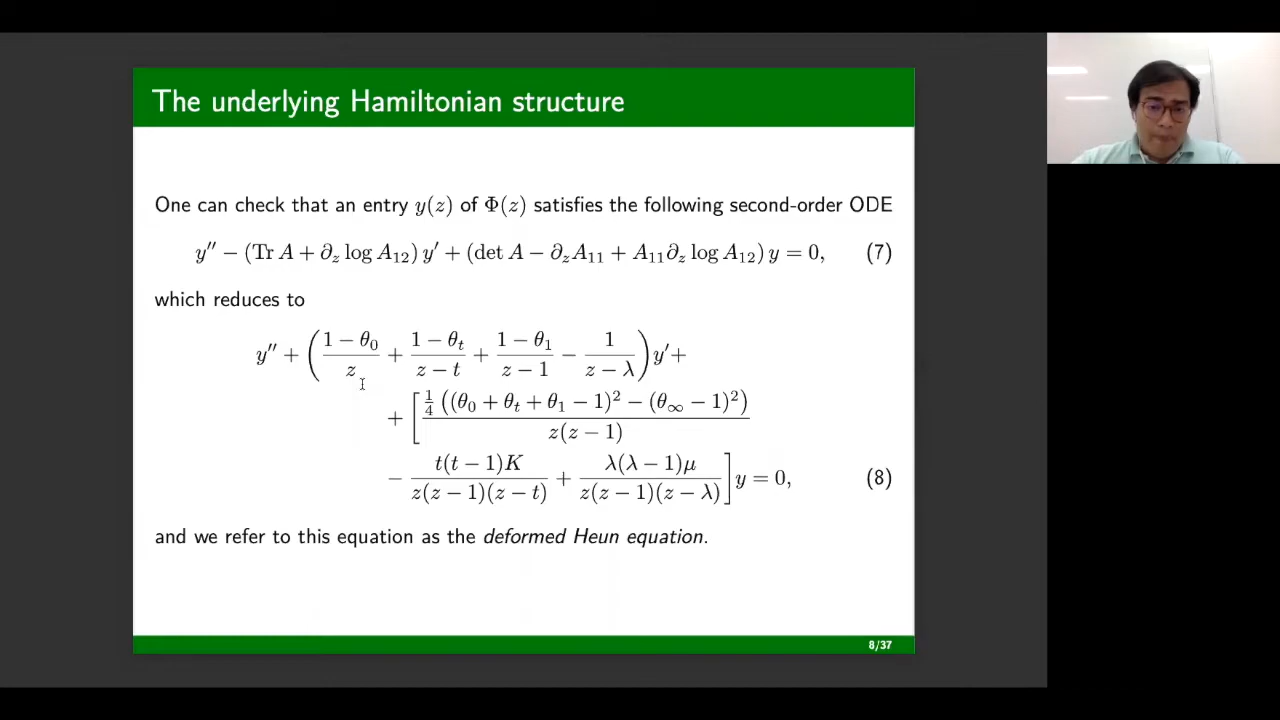 The underlying Hamiltonian structure
One can check that an entry y(z) of Φ(z) satisfies the following second-order ODE
y′′ − (Tr A + ∂_z log A_12) y′ + (det A − ∂_z A_11 + A_11 ∂_z log A_12) y = 0, (7)
which reduces to
y′′ + ( (1 − θ_0)/z + (1 − θ_t)/(z − t) + (1 − θ_1)/(z − 1) − 1/(z − λ) ) y′ +
+ [ (1/4 ((θ_0 + θ_t + θ_1 − 1)^2 − (θ_∞ − 1)^2))/(z(z − 1))
− (t(t − 1)K)/(z(z − 1)(z − t)) + (λ(λ − 1)μ)/(z(z − 1)(z − λ)) ] y = 0, (8)
and we refer to this equation as the deformed Heun equation.
8/37